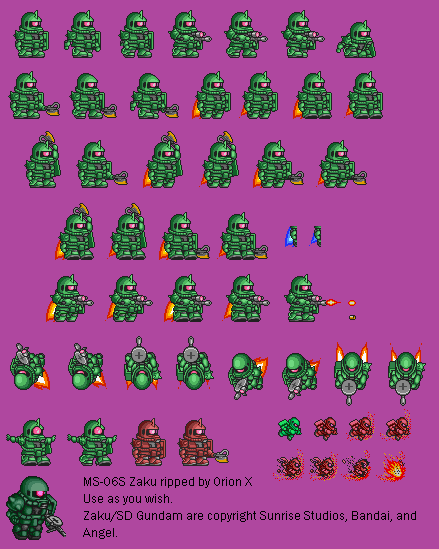 MS-06S Zaku ripped by Orion X
Use as you wish.
Zaku/SD Gundam are copyright Sunrise Studios, Bandai, and
Angel.